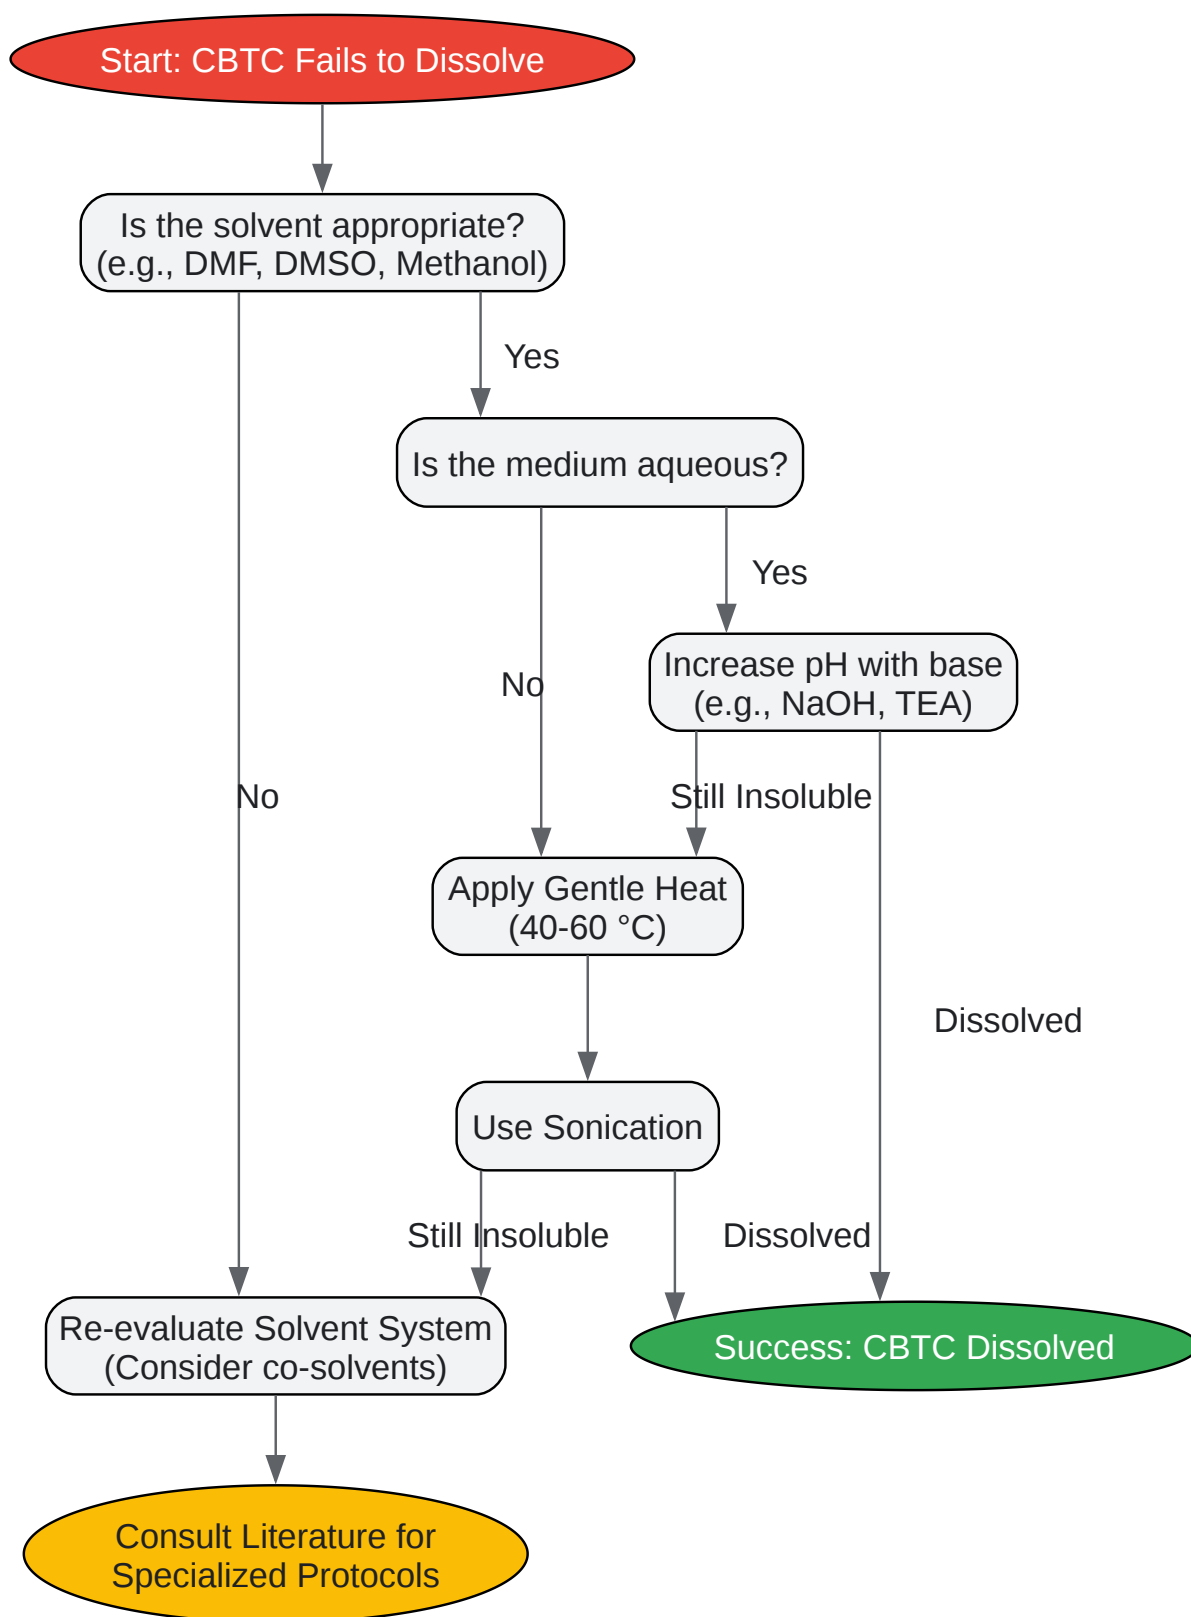 Start: CBTC Fails to Dissolve
Is the solvent appropriate?
(e.g., DMF, DMSO, Methanol)
Yes
Is the medium aqueous?
Yes
Increase pH with base
(e.g., NaOH, TEA)
No
No
Still Insoluble
Apply Gentle Heat
(40-60 °C)
Dissolved
Use Sonication
Still Insoluble
Dissolved
Re-evaluate Solvent System
(Consider co-solvents)
Success: CBTC Dissolved
Consult Literature for
Specialized Protocols